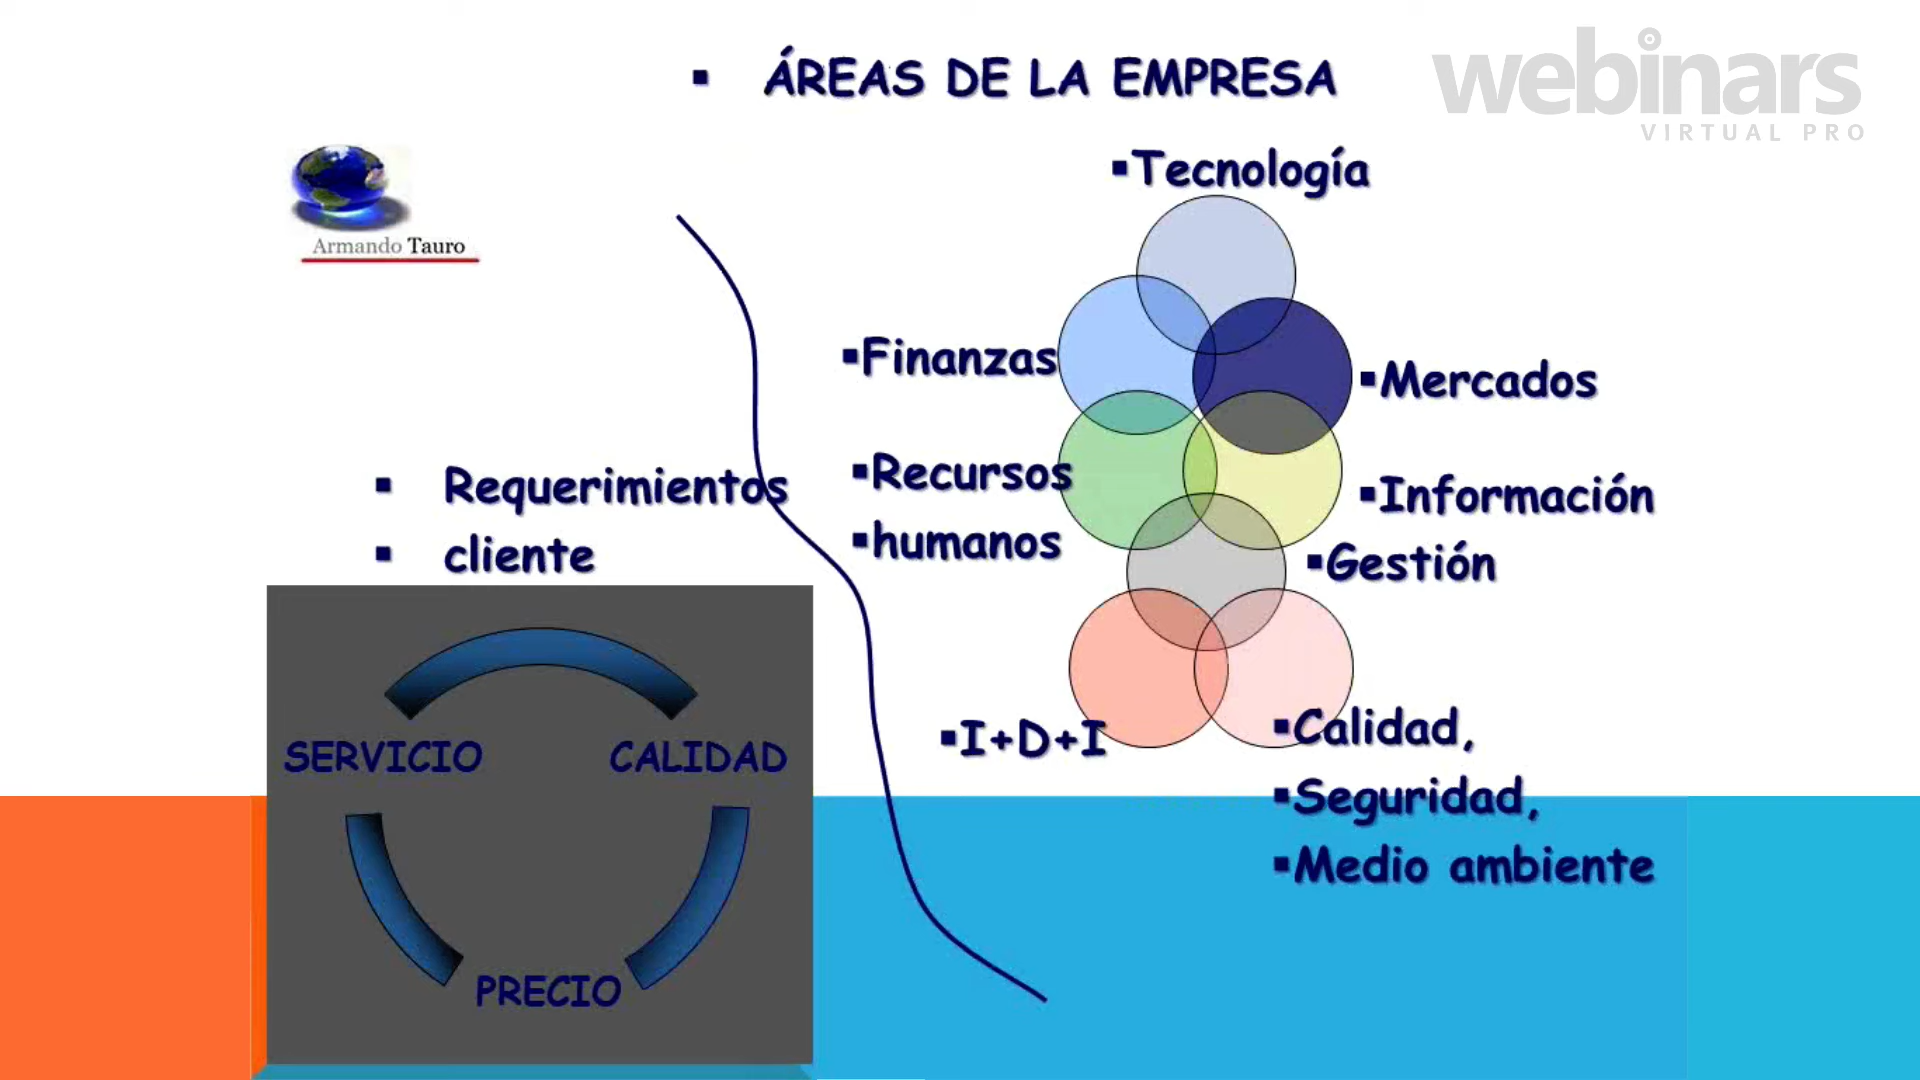 ÁREAS DE LA EMPRESA
webinars
VIRTUAL PRO
Armando Tauro
Tecnología
Finanzas
Mercados
Recursos
humanos
Información
Gestión
I+D+I
Calidad,
Seguridad,
Medio ambiente
Requerimientos
cliente
SERVICIO
CALIDAD
PRECIO